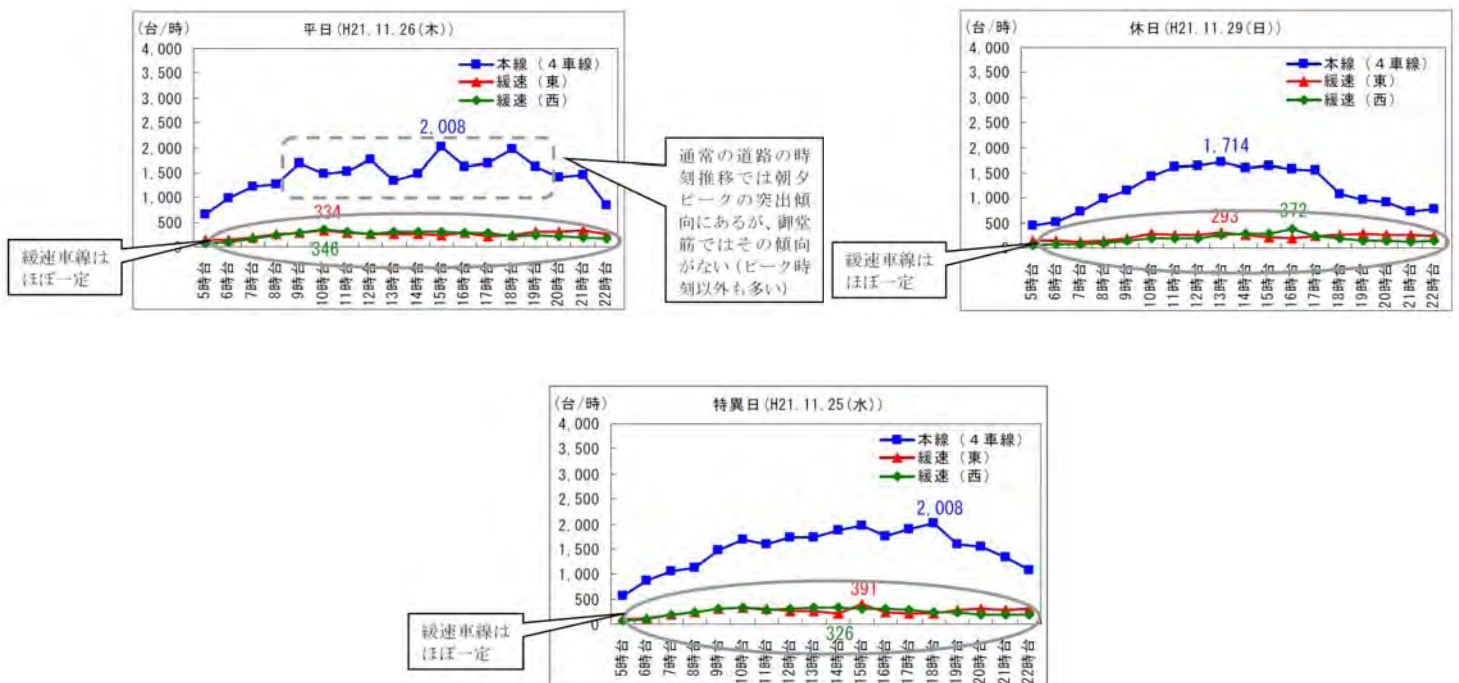 (台/時)
平日(H21.11.26(木))
4,000
3,500
3,000
2,500
2,000
1,500
1,000
500
0
本線（４車線）
緩速（東）
緩速（西）
2,008
334
346
5時台
6時台
7時台
8時台
9時台
10時台
11時台
12時台
13時台
14時台
15時台
16時台
17時台
18時台
19時台
20時台
21時台
22時台
緩速車線は
ほぼ一定
通常の道路の時
刻推移では朝夕
ピークの突出傾
向にあるが、御堂
筋ではその傾向
がない（ピーク時
刻以外も多い）
(台/時)
休日(H21.11.29(日))
4,000
3,500
3,000
2,500
2,000
1,500
1,000
500
0
本線（４車線）
緩速（東）
緩速（西）
1,714
293
372
5時台
6時台
7時台
8時台
9時台
10時台
11時台
12時台
13時台
14時台
15時台
16時台
17時台
18時台
19時台
20時台
21時台
22時台
緩速車線は
ほぼ一定
(台/時)
特異日(H21.11.25(水))
4,000
3,500
3,000
2,500
2,000
1,500
1,000
500
0
本線（４車線）
緩速（東）
緩速（西）
2,008
391
326
5時台
6時台
7時台
8時台
9時台
10時台
11時台
12時台
13時台
14時台
15時台
16時台
17時台
18時台
19時台
20時台
21時台
22時台
緩速車線は
ほぼ一定